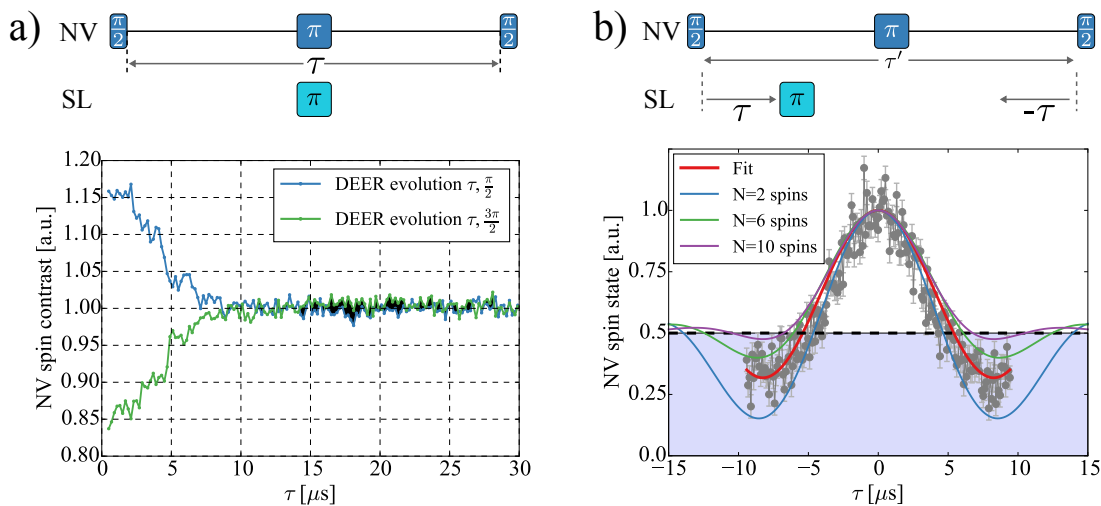 a)
NV
π/2
π
π/2
τ
SL
π
1.20
1.15
1.10
1.05
1.00
0.95
0.90
0.85
0.80
NV spin contrast [a.u.]
DEER evolution τ, π/2
DEER evolution τ, 3π/2
0 5 10 15 20 25 30
τ [μs]
b)
NV
π/2
π
π/2
τ′
SL
τ
π
-τ
1.0
0.75
0.5
0.25
0.0
NV spin state [a.u.]
Fit
N=2 spins
N=6 spins
N=10 spins
−15 −10 −5 0 5 10 15
τ [μs]